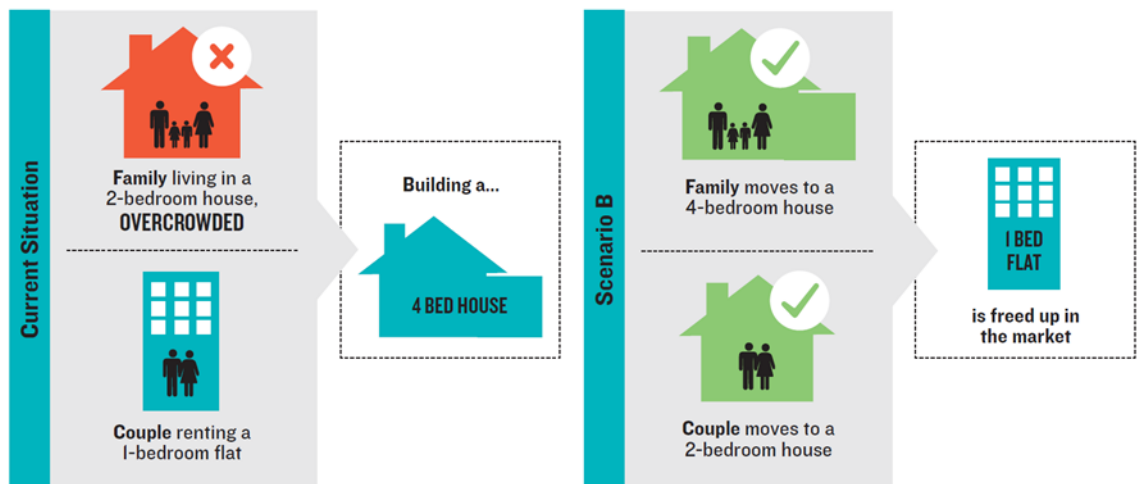 Current Situation
Family living in a
2-bedroom house,
OVERCROWDED
Couple renting a
1-bedroom flat
Building a...
4 BED HOUSE
Scenario B
Family moves to a
4-bedroom house
Couple moves to a
2-bedroom house
1 BED
FLAT
is freed up in
the market